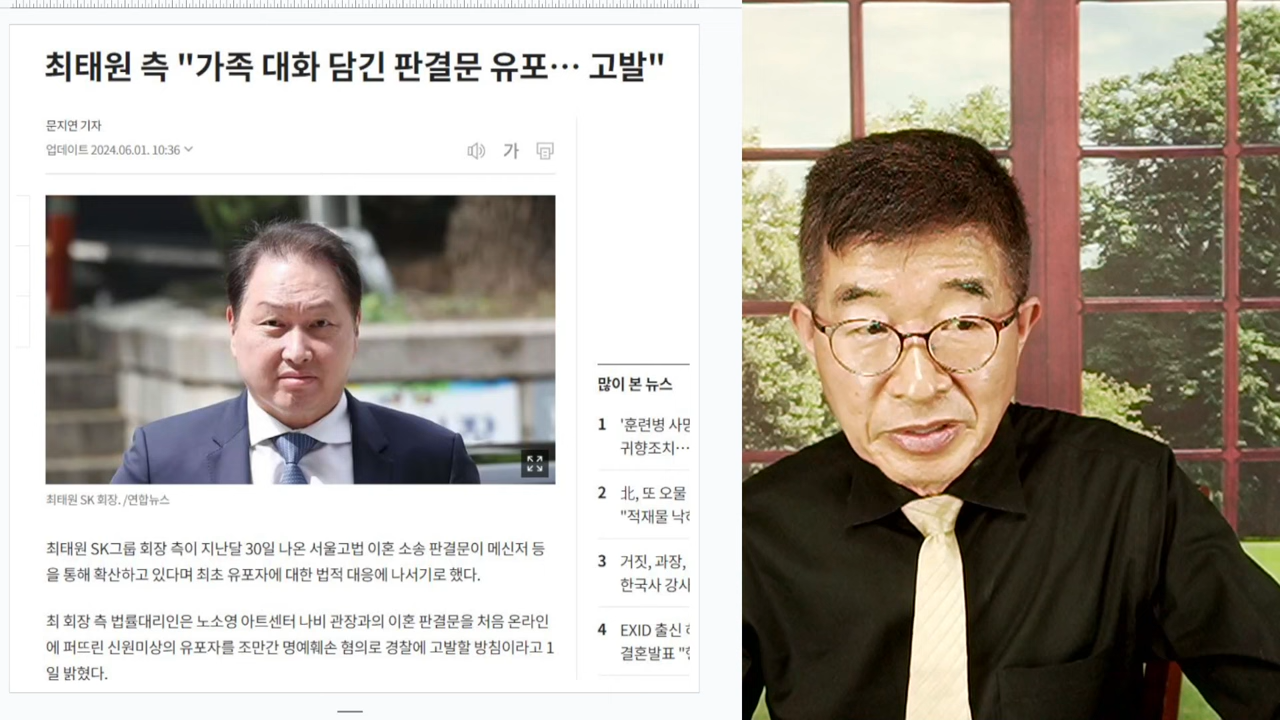 최태원 측 "가족 대화 담긴 판결문 유포… 고발"
문지연 기자
업데이트 2024.06.01. 10:36
가
최태원 SK 회장. /연합뉴스
최태원 SK그룹 회장 측이 지난달 30일 나온 서울고법 이혼 소송 판결문이 메신저 등
을 통해 확산하고 있다며 최초 유포자에 대한 법적 대응에 나서기로 했다.
최 회장 측 법률대리인은 노소영 아트센터 나비 관장과의 이혼 판결문을 처음 온라인
에 퍼뜨린 신원미상의 유포자를 조만간 명예훼손 혐의로 경찰에 고발할 방침이라고 1
일 밝혔다.
많이 본 뉴스
1 '훈련병
귀향조치…
2 北, 또 오물
"적재물
3 거짓, 과장,
한국사 강사
4 EXID 출신
결혼발표